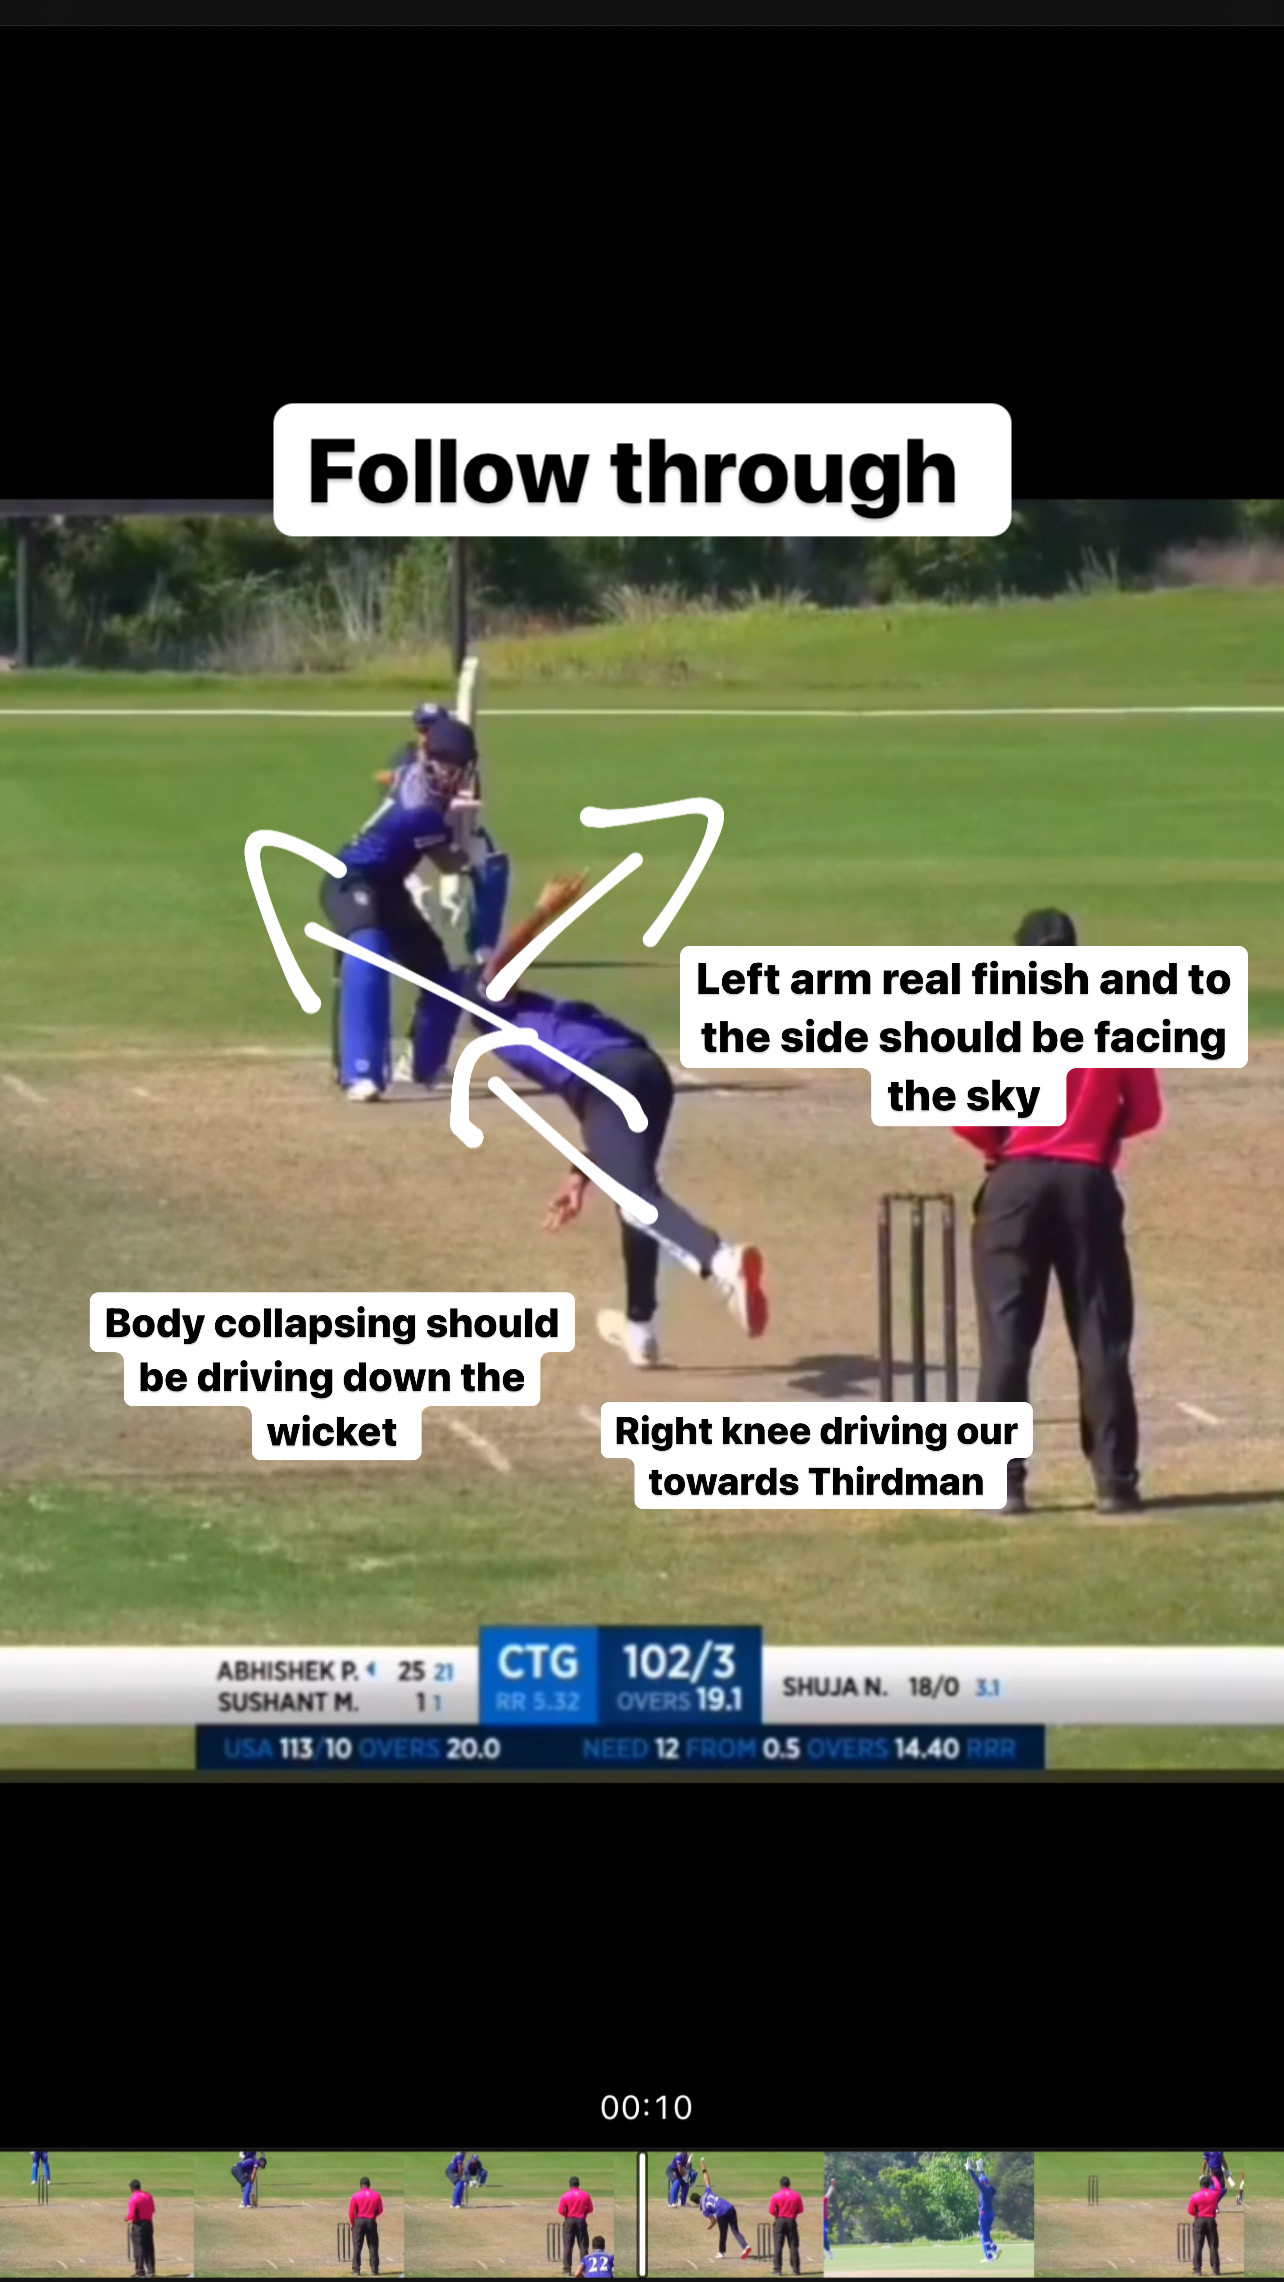 Follow through
Left arm real finish and to
the side should be facing
the sky
Body collapsing should
be driving down the
wicket
Right knee driving our
towards Thirdman
ABHISHEK P. 25 21
SUSHANT M. 1 1
CTG
RR 5.32
102/3
OVERS 19.1
SHUJA N. 18/0 3.1
USA 113/10 OVERS 20.0
NEED 12 FROM 0.5 OVERS 14.40 RRR
00:10
22